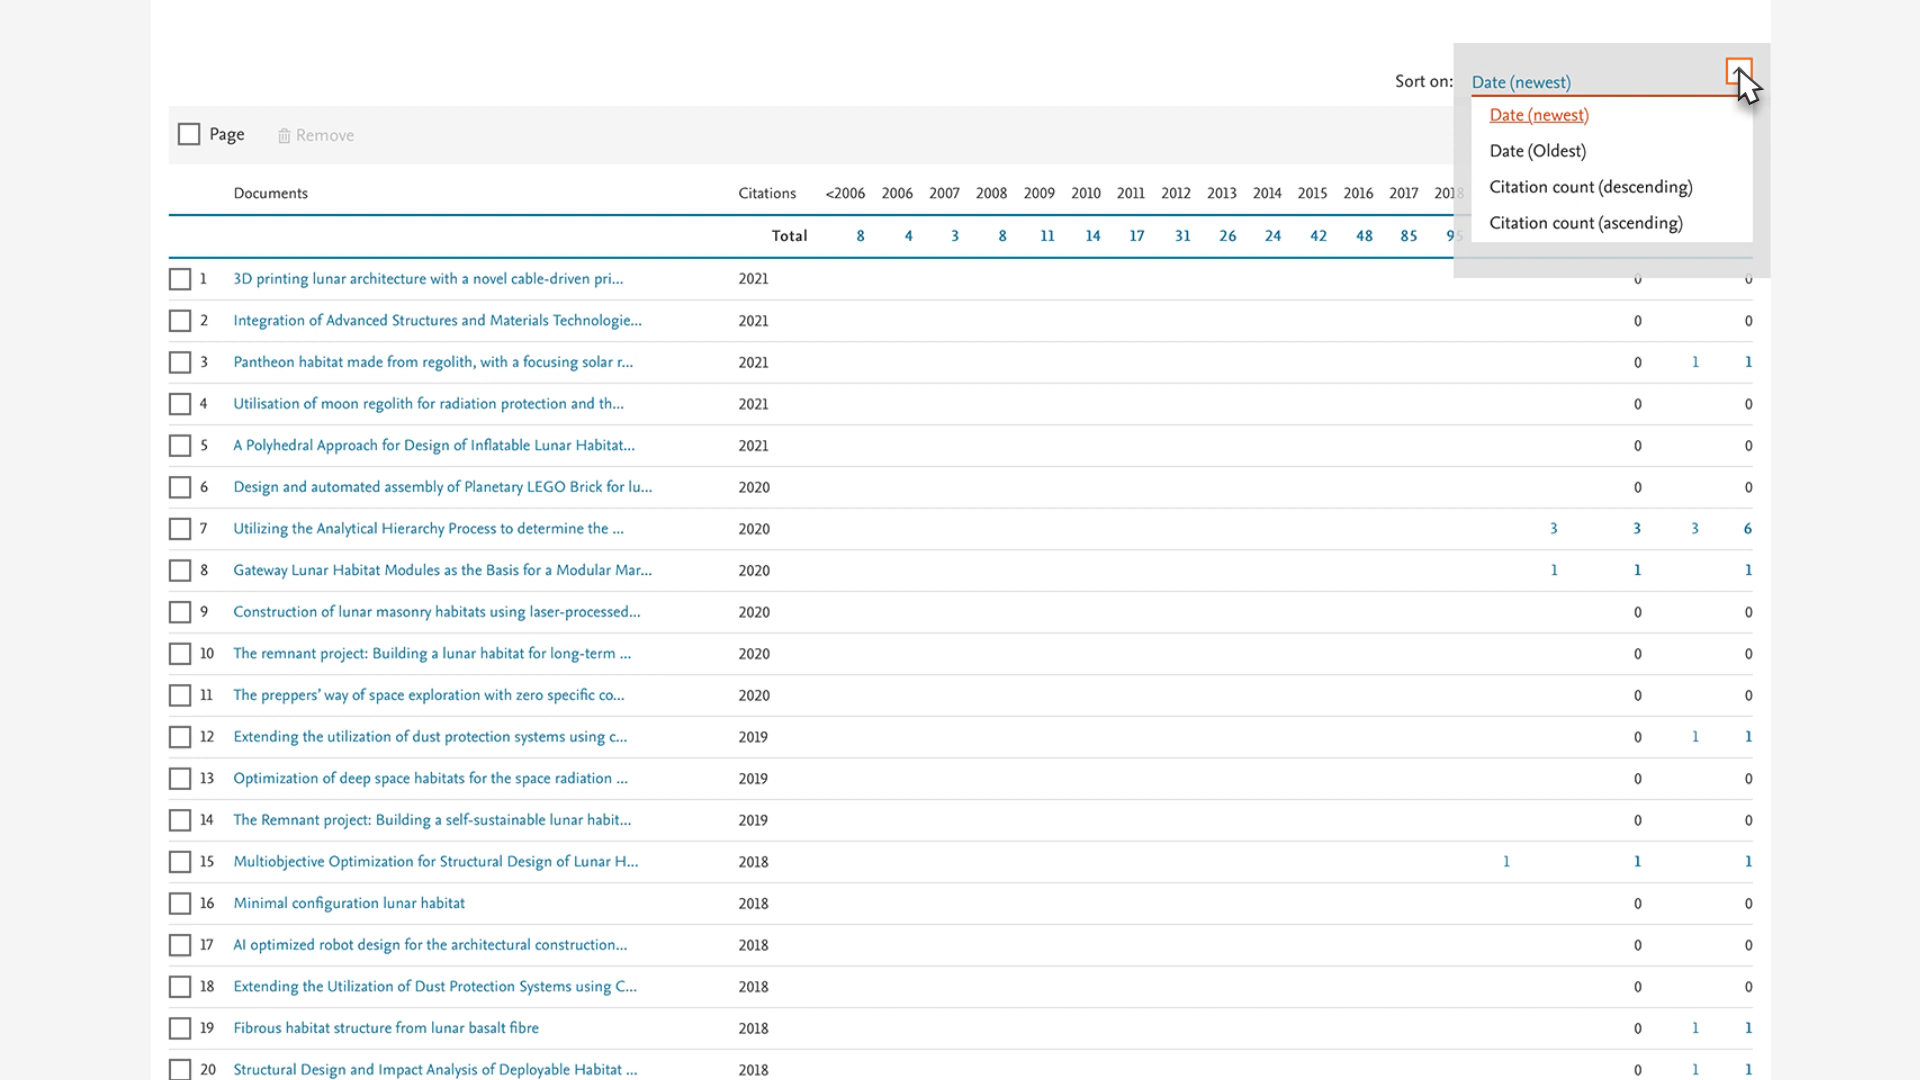 Sort on: Date (newest)
Date (newest)
Date (Oldest)
Citation count (descending)
Citation count (ascending)
Page Remove
Documents Citations <2006 2006 2007 2008 2009 2010 2011 2012 2013 2014 2015 2016 2017 2018
Total 8 4 3 8 11 14 17 31 26 24 42 48 85 95
1 3D printing lunar architecture with a novel cable-driven pri... 2021 0 0
2 Integration of Advanced Structures and Materials Technologie... 2021 0 0
3 Pantheon habitat made from regolith, with a focusing solar r... 2021 0 1 1
4 Utilisation of moon regolith for radiation protection and th... 2021 0 0
5 A Polyhedral Approach for Design of Inflatable Lunar Habitat... 2021 0 0
6 Design and automated assembly of Planetary LEGO Brick for lu... 2020 0 0
7 Utilizing the Analytical Hierarchy Process to determine the ... 2020 3 3 3 6
8 Gateway Lunar Habitat Modules as the Basis for a Modular Mar... 2020 1 1 1
9 Construction of lunar masonry habitats using laser-processed... 2020 0 0
10 The remnant project: Building a lunar habitat for long-term ... 2020 0 0
11 The preppers’ way of space exploration with zero specific co... 2020 0 0
12 Extending the utilization of dust protection systems using c... 2019 0 1 1
13 Optimization of deep space habitats for the space radiation ... 2019 0 0
14 The Remnant project: Building a self-sustainable lunar habit... 2019 0 0
15 Multiobjective Optimization for Structural Design of Lunar H... 2018 1 1 1
16 Minimal configuration lunar habitat 2018 0 0
17 AI optimized robot design for the architectural construction... 2018 0 0
18 Extending the Utilization of Dust Protection Systems using C... 2018 0 0
19 Fibrous habitat structure from lunar basalt fibre 2018 0 1 1
20 Structural Design and Impact Analysis of Deployable Habitat ... 2018 0 1 1